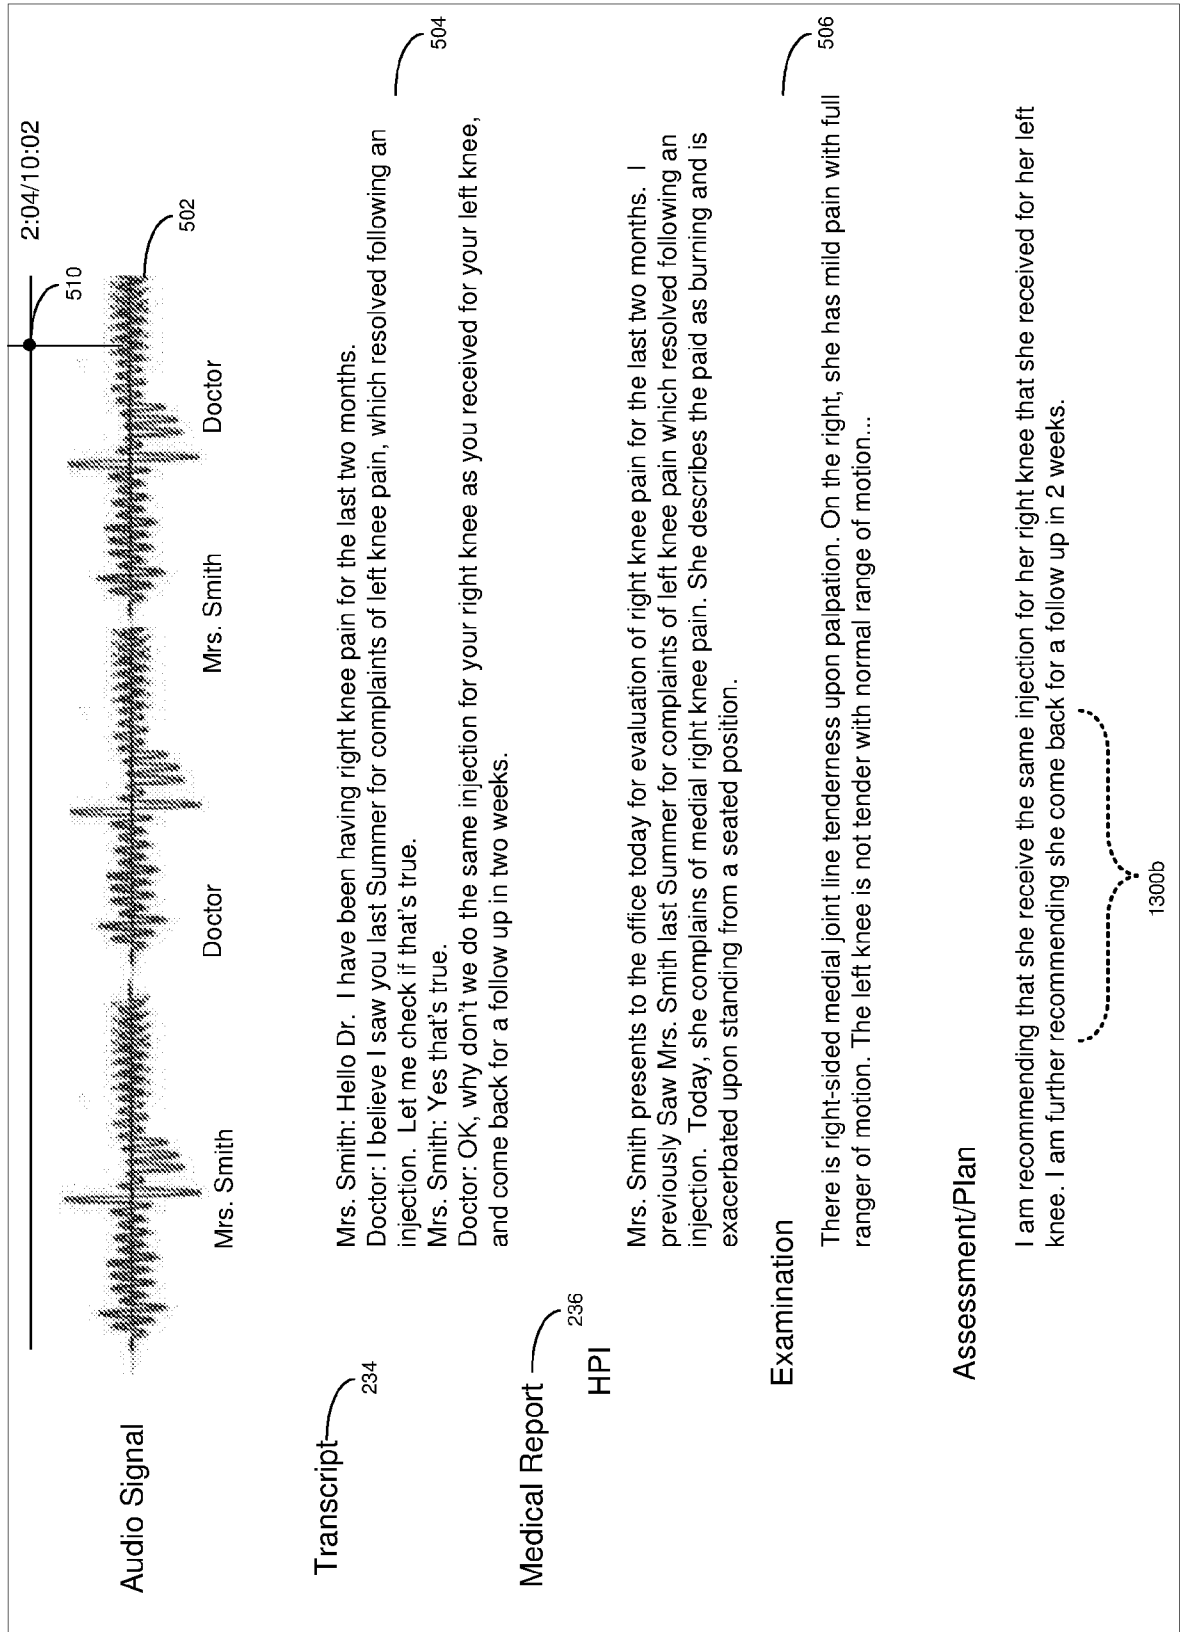 2:04/10:02
510
Audio Signal
502
Mrs. Smith
Doctor
Mrs. Smith
Doctor
Transcript
234
504
Mrs. Smith: Hello Dr.  I have been having right knee pain for the last two months.
Doctor: I believe I saw you last Summer for complaints of left knee pain, which resolved following an
injection.  Let me check if that's true.
Mrs. Smith: Yes that's true.
Doctor: OK, why don't we do the same injection for your right knee as you received for your left knee,
and come back for a follow up in two weeks.
Medical Report
236
HPI
Mrs. Smith presents to the office today for evaluation of right knee pain for the last two months.  I
previously Saw Mrs. Smith last Summer for complaints of left knee pain which resolved following an
injection.  Today, she complains of medial right knee pain. She describes the paid as burning and is
exacerbated upon standing from a seated position.
506
Examination
There is right-sided medial joint line tenderness upon palpation. On the right, she has mild pain with full
ranger of motion. The left knee is not tender with normal range of motion...
Assessment/Plan
I am recommending that she receive the same injection for her right knee that she received for her left
knee. I am further recommending she come back for a follow up in 2 weeks.
1300b